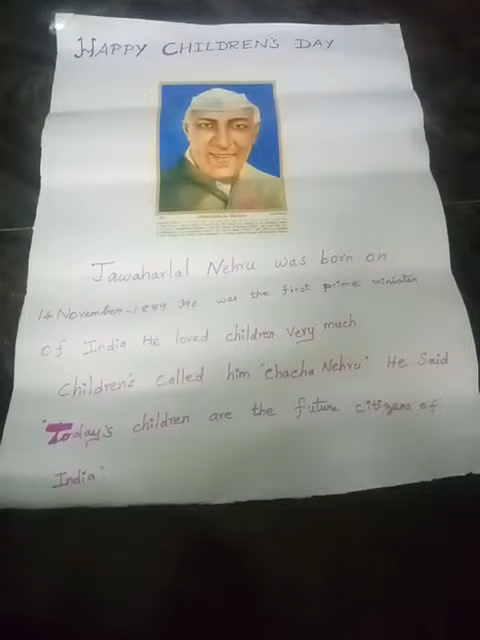 HAPPY CHILDREN'S DAY
Jawaharlal Nehru was born on
14 November-1889 He was the first prime minister
of India He loved children very much
Children's called him "Chacha Nehru" He Said
"Today's children are the future citizens of
India".